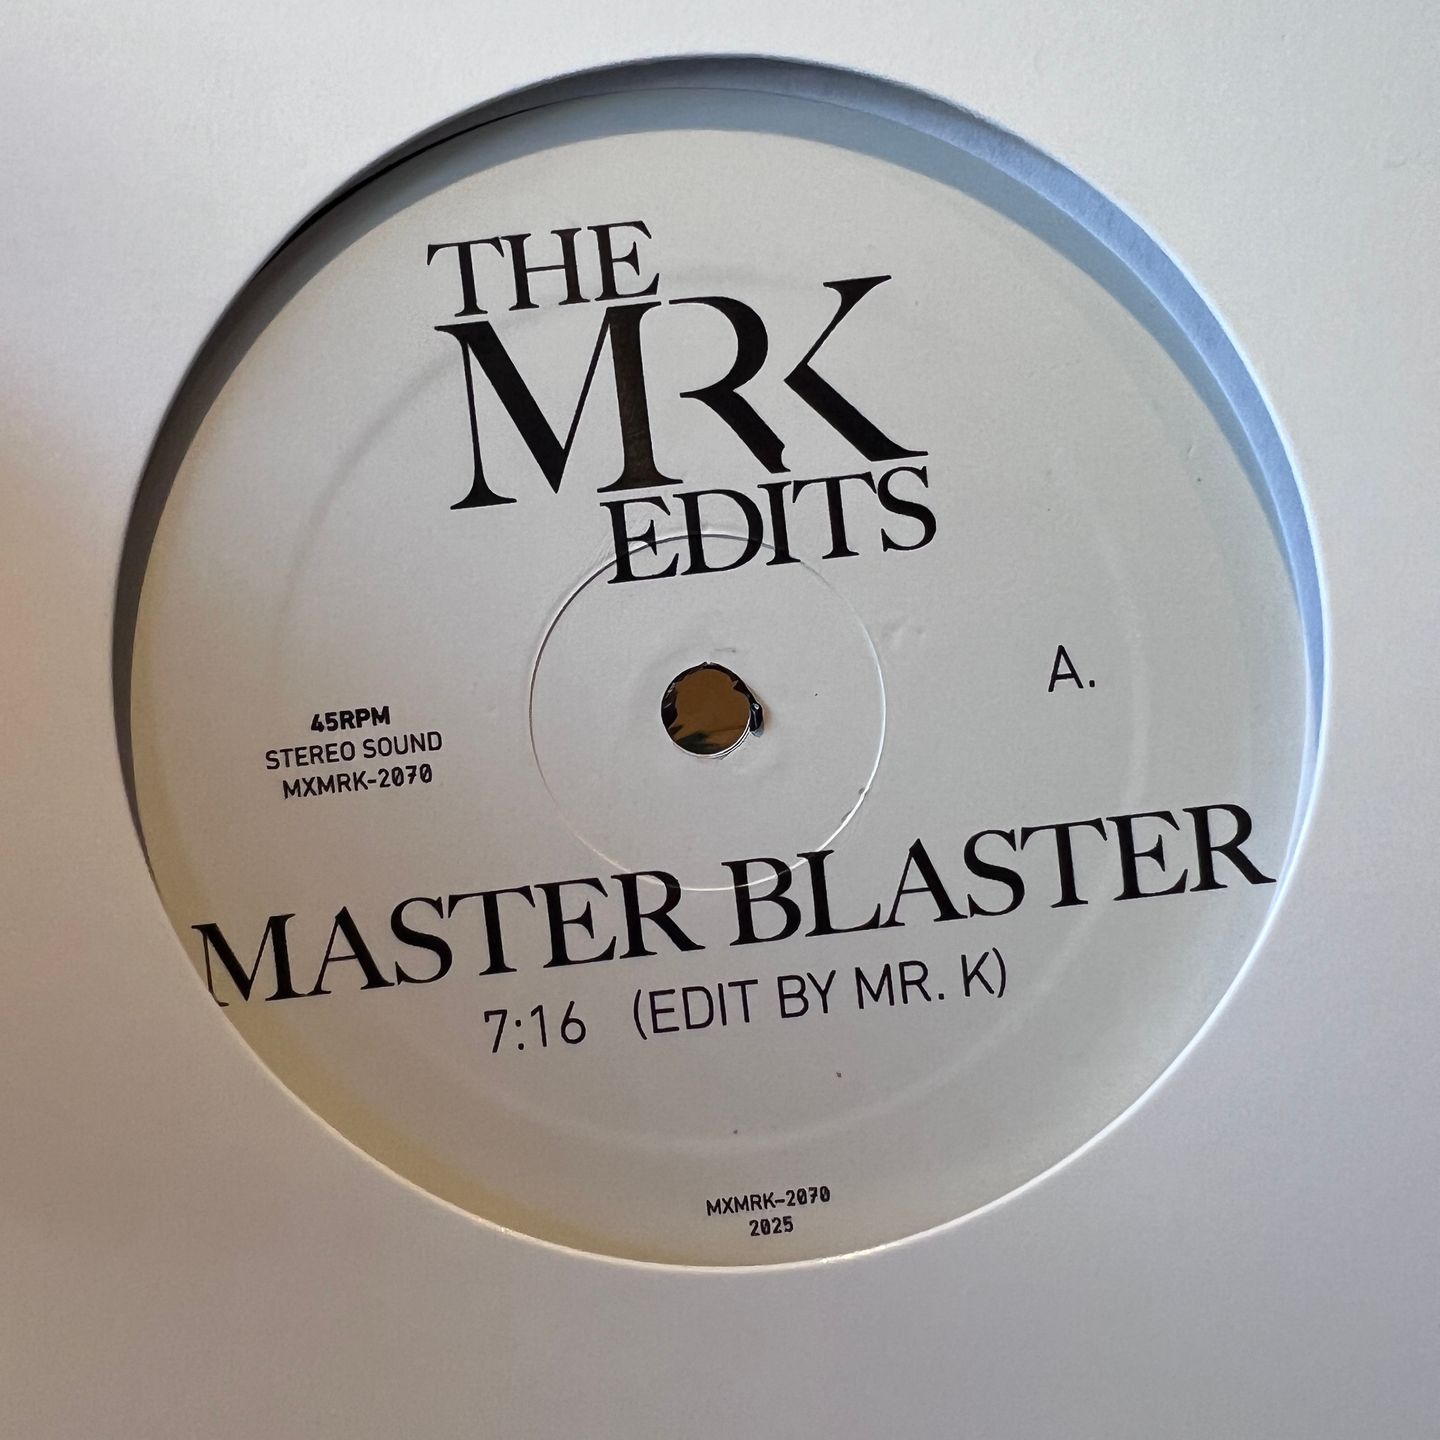 THE
MRK
EDITS
A.
45RPM
STEREO SOUND
MXMRK-2070
MASTER BLASTER
7:16 (EDIT BY MR. K)
MXMRK-2070
2025